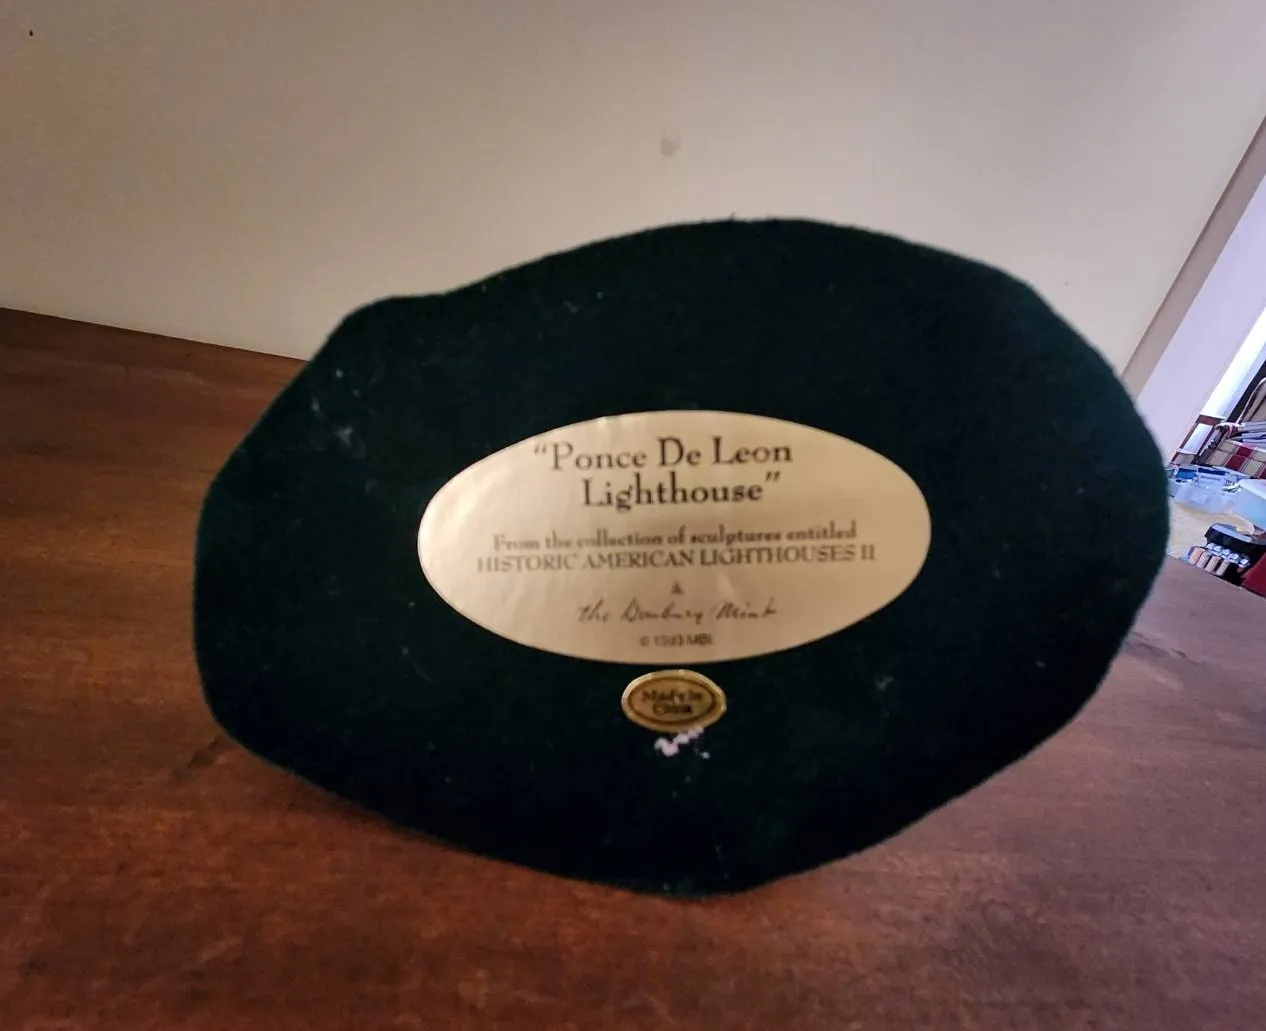 “Ponce De Leon
Lighthouse”
From the collection of sculptures entitled
HISTORIC AMERICAN LIGHTHOUSES II
The Danbury Mint
© MBI
Made in
China